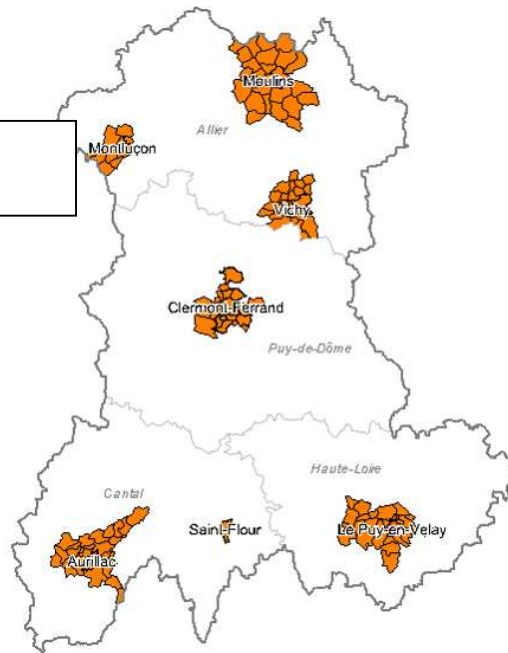 Moulins
Allier
Montluçon
Vichy
Clermont-Ferrand
Puy-de-Dôme
Haute-Loire
Cantal
Saint-Flour
Le Puy-en-Velay
Aurillac